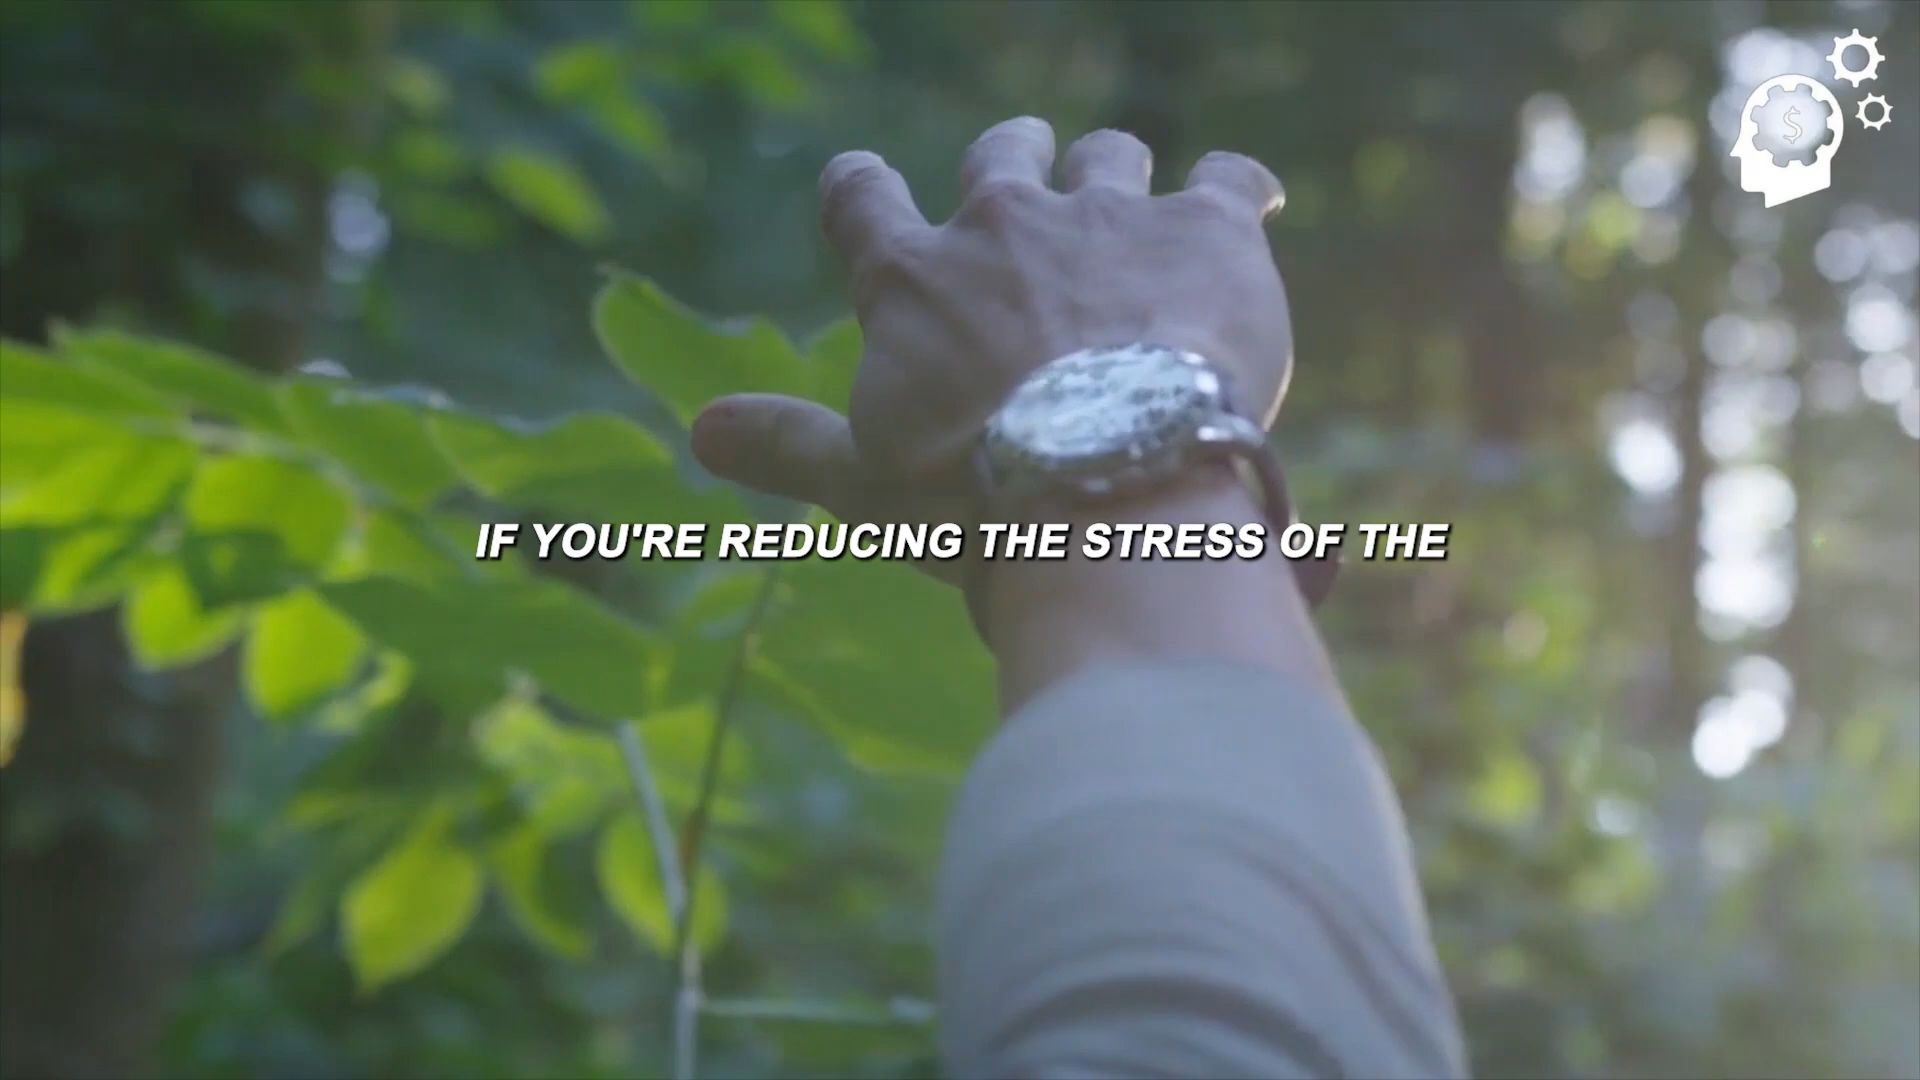 IF YOU'RE REDUCING THE STRESS OF THE
$